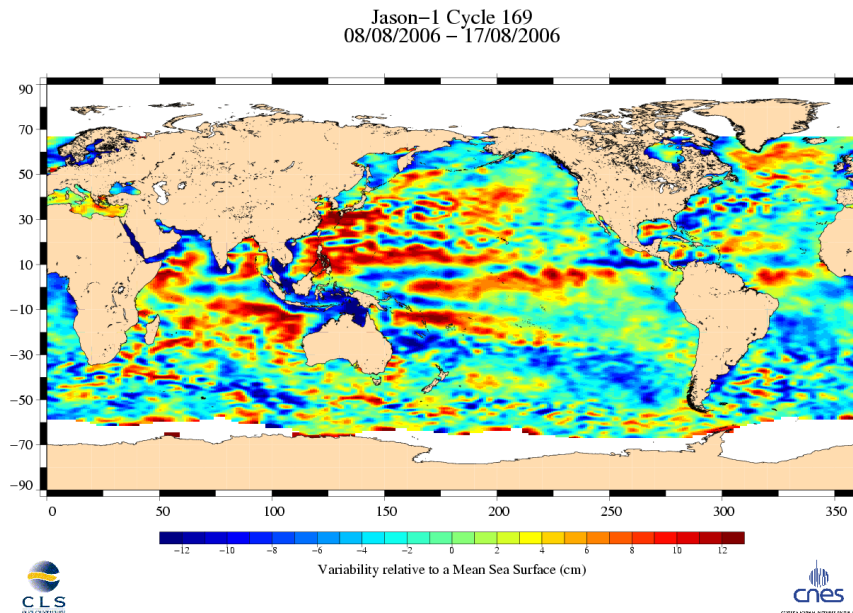 Jason-1 Cycle 169
08/08/2006 - 17/08/2006
90
70
50
30
10
-10
-30
-50
-70
-90
0 50 100 150 200 250 300 350
-12 -10 -8 -6 -4 -2 0 2 4 6 8 10 12
Variability relative to a Mean Sea Surface (cm)
CLS
cnes